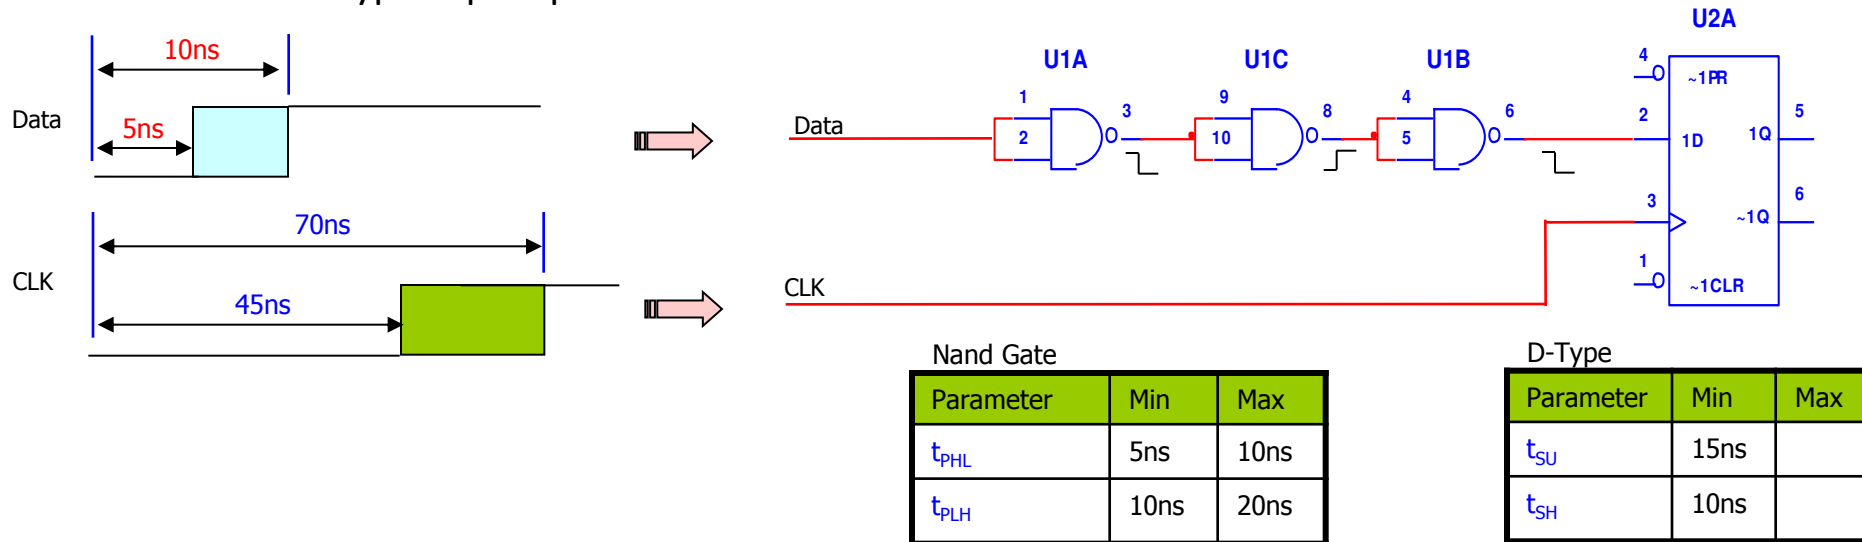 10ns
Data
5ns
70ns
CLK
45ns
U1A
U1C
U1B
U2A
Data
1
2
3
9
10
8
4
5
6
4
~1PR
2
1D
1Q
5
3
~1Q
6
1
~1CLR
CLK
Nand Gate
Parameter Min Max
tPHL 5ns 10ns
tPLH 10ns 20ns
D-Type
Parameter Min Max
tSU 15ns
tSH 10ns